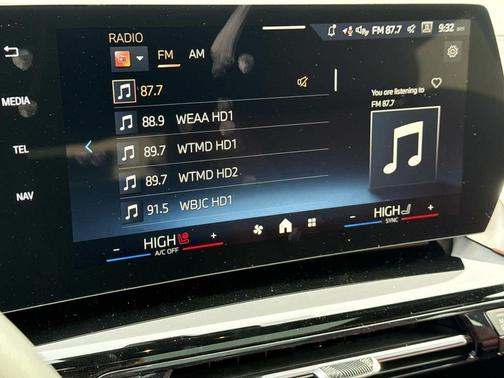 RADIO
FM 87.7
9:32 am
FM AM
MEDIA
TEL
NAV
87.7
88.9 WEAA HD1
89.7 WTMD HD1
89.7 WTMD HD2
91.5 WBJC HD1
You are listening to
FM 87.7
- HIGH +
A/C OFF
- HIGH +
SYNC